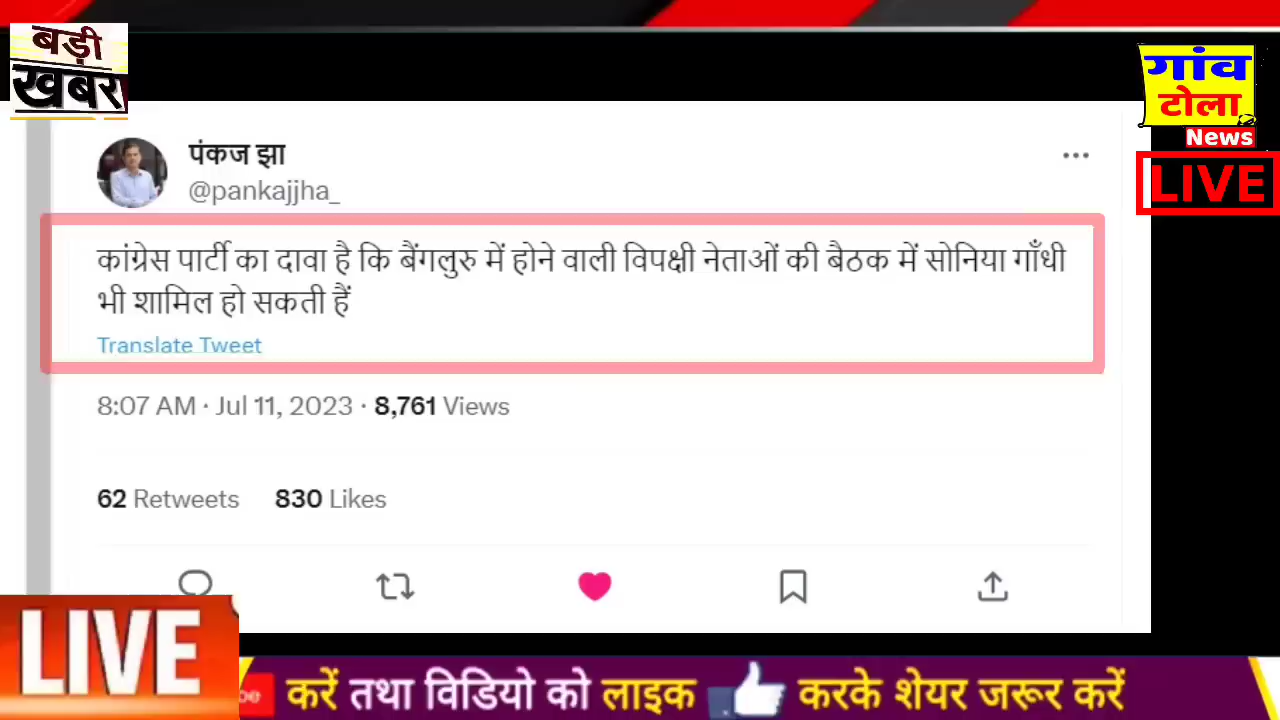 बड़ी
खबर
गांव
टोला
News
LIVE
पंकज झा
@pankajjha_
कांग्रेस पार्टी का दावा है कि बैंगलुरु में होने वाली विपक्षी नेताओं की बैठक में सोनिया गाँधी
भी शामिल हो सकती हैं
Translate Tweet
8:07 AM · Jul 11, 2023 · 8,761 Views
62 Retweets 830 Likes
LIVE
करें तथा विडियो को लाइक करके शेयर जरूर करें